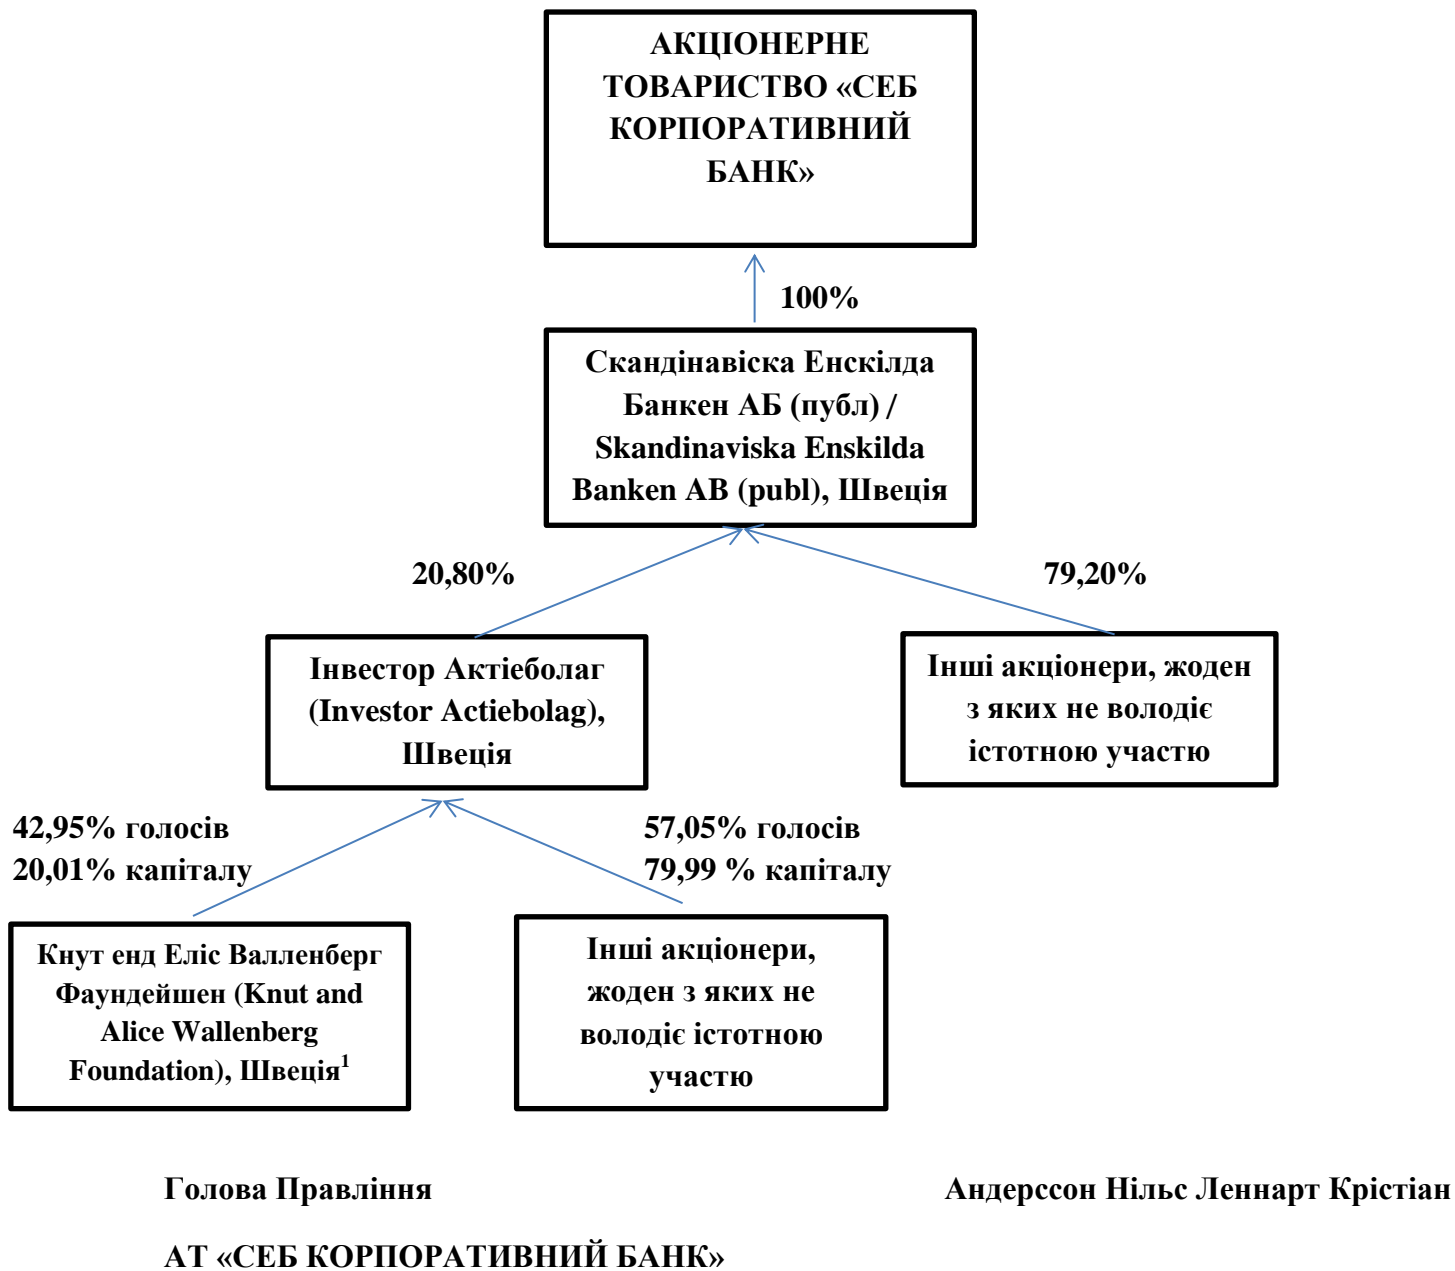 АКЦІОНЕРНЕ
ТОВАРИСТВО «СЕБ
КОРПОРАТИВНИЙ
БАНК»
100%
Скандінавіска Енскілда
Банкен АБ (публ) /
Skandinaviska Enskilda
Banken AB (publ), Швеція
20,80%
79,20%
Інвестор Актіеболаг
(Investor Actiebolag),
Швеція
Інші акціонери, жоден
з яких не володіє
істотною участю
42,95% голосів
20,01% капіталу
57,05% голосів
79,99 % капіталу
Кнут енд Еліс Валленберг
Фаундейшен (Knut and
Alice Wallenberg
Foundation), Швеція¹
Інші акціонери,
жоден з яких не
володіє істотною
участю
Голова Правління
Андерссон Нільс Леннарт Крістіан
АТ «СЕБ КОРПОРАТИВНИЙ БАНК»